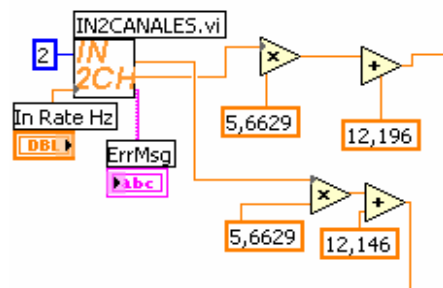 IN2CANALES.vi
2
IN
2CH
In Rate Hz
DBL
ErrMsg
abc
×
+
5,6629
12,196
×
+
5,6629
12,146